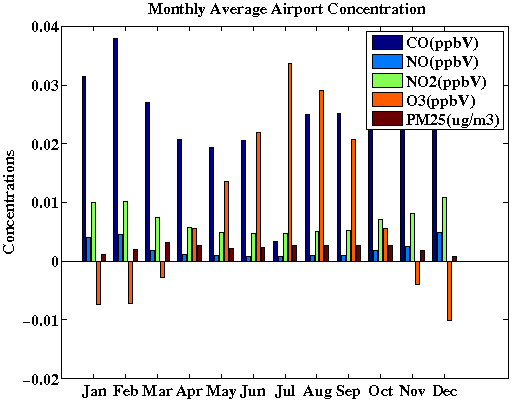 Monthly Average Airport Concentration
0.04
0.03
0.02
0.01
0
−0.01
−0.02
Concentrations
CO(ppbV)
NO(ppbV)
NO2(ppbV)
O3(ppbV)
PM25(ug/m3)
Jan Feb Mar Apr May Jun Jul Aug Sep Oct Nov Dec